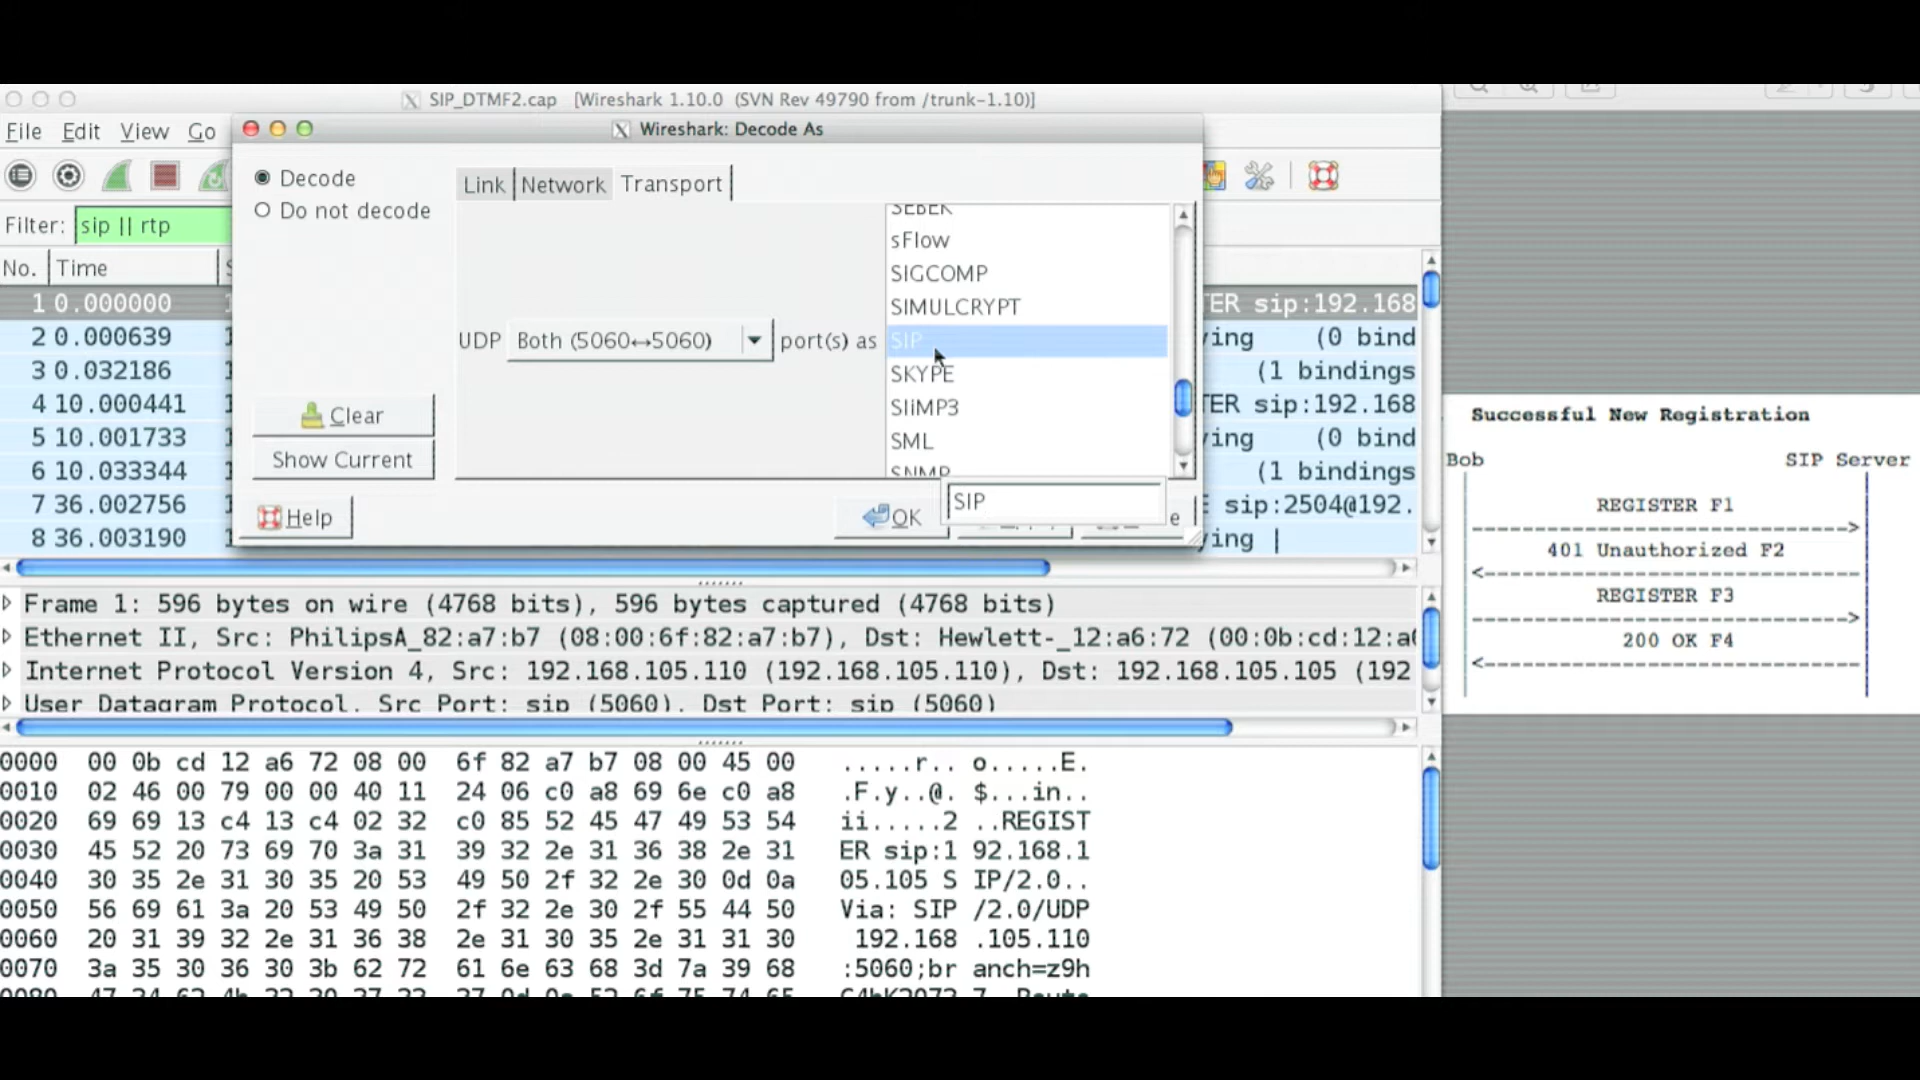 SIP_DTMF2.cap [Wireshark 1.10.0 (SVN Rev 49790 from /trunk-1.10)]
File Edit View Go
Wireshark: Decode As
Decode
Do not decode
Link Network Transport
SEBEK
sFlow
SIGCOMP
SIMULCRYPT
SIP
SKYPE
SliMP3
SML
SNMP
UDP Both (5060↔5060) port(s) as
Clear
Show Current
Help
OK
SIP
Filter: sip || rtp
No. Time
1 0.000000 TER sip:192.168
2 0.000639 ying (0 bind
3 0.032186 (1 bindings
4 10.000441 TER sip:192.168
5 10.001733 ying (0 bind
6 10.033344 (1 bindings
7 36.002756 E sip:2504@192.
8 36.003190 ying |
Frame 1: 596 bytes on wire (4768 bits), 596 bytes captured (4768 bits)
Ethernet II, Src: PhilipsA_82:a7:b7 (08:00:6f:82:a7:b7), Dst: Hewlett-_12:a6:72 (00:0b:cd:12:a6
Internet Protocol Version 4, Src: 192.168.105.110 (192.168.105.110), Dst: 192.168.105.105 (192
User Datagram Protocol, Src Port: sip (5060), Dst Port: sip (5060)
0000 00 0b cd 12 a6 72 08 00 6f 82 a7 b7 08 00 45 00 .....r.. o.....E.
0010 02 46 00 79 00 00 40 11 24 06 c0 a8 69 6e c0 a8 .F.y..@. $...in..
0020 69 69 13 c4 13 c4 02 32 c0 85 52 45 47 49 53 54 ii.....2 ..REGIST
0030 45 52 20 73 69 70 3a 31 39 32 2e 31 36 38 2e 31 ER sip:1 92.168.1
0040 30 35 2e 31 30 35 20 53 49 50 2f 32 2e 30 0d 0a 05.105 S IP/2.0..
0050 56 69 61 3a 20 53 49 50 2f 32 2e 30 2f 55 44 50 Via: SIP /2.0/UDP
0060 20 31 39 32 2e 31 36 38 2e 31 30 35 2e 31 31 30 192.168 .105.110
0070 3a 35 30 36 30 3b 62 72 61 6e 63 68 3d 7a 39 68 :5060;br anch=z9h
Successful New Registration
Bob SIP Server
REGISTER F1
401 Unauthorized F2
REGISTER F3
200 OK F4